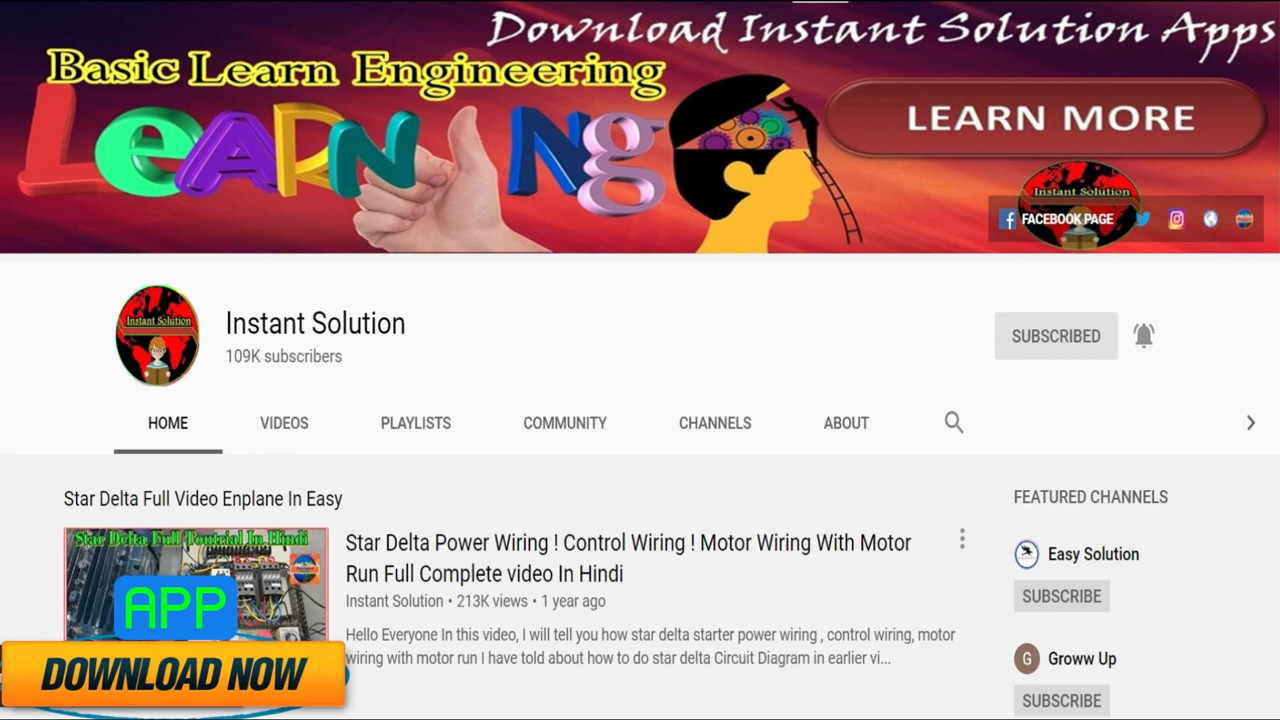 Download Instant Solution Apps
Basic Learn Engineering
LeARNINg
LEARN MORE
Instant Solution
FACEBOOK PAGE
Instant Solution
Instant Solution
109K subscribers
SUBSCRIBED
HOME VIDEOS PLAYLISTS COMMUNITY CHANNELS ABOUT
Star Delta Full Video Enplane In Easy
FEATURED CHANNELS
Star Delta Full Toutrial In Hindi
Star Delta Power Wiring ! Control Wiring ! Motor Wiring With Motor
Run Full Complete video In Hindi
Instant Solution • 213K views • 1 year ago
Hello Everyone In this video, I will tell you how star delta starter power wiring , control wiring, motor
wiring with motor run I have told about how to do star delta Circuit Diagram in earlier vi...
Easy Solution
SUBSCRIBE
G Groww Up
SUBSCRIBE
APP
DOWNLOAD NOW